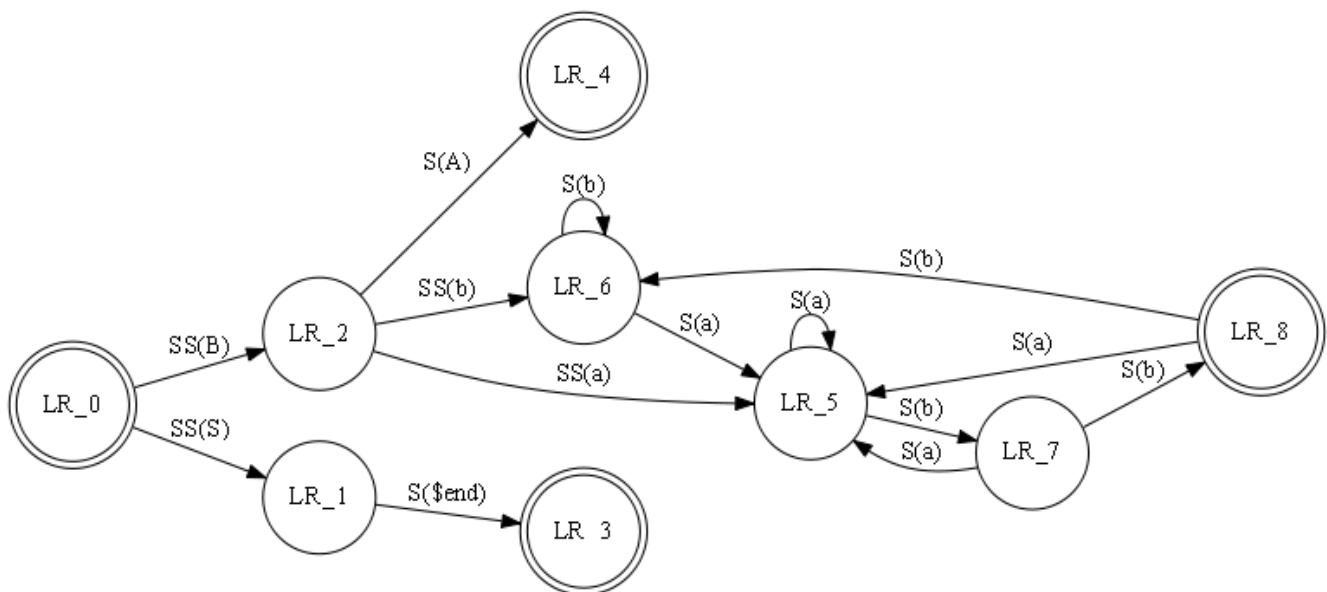 LR_4
S(A)
S(b)
LR_6
S(b)
SS(b)
S(a)
S(a)
LR_2
SS(B)
S(a)
LR_8
S(b)
LR_0
SS(a)
LR_5
S(b)
S(a)
LR_7
SS(S)
LR_1
S($end)
LR_3